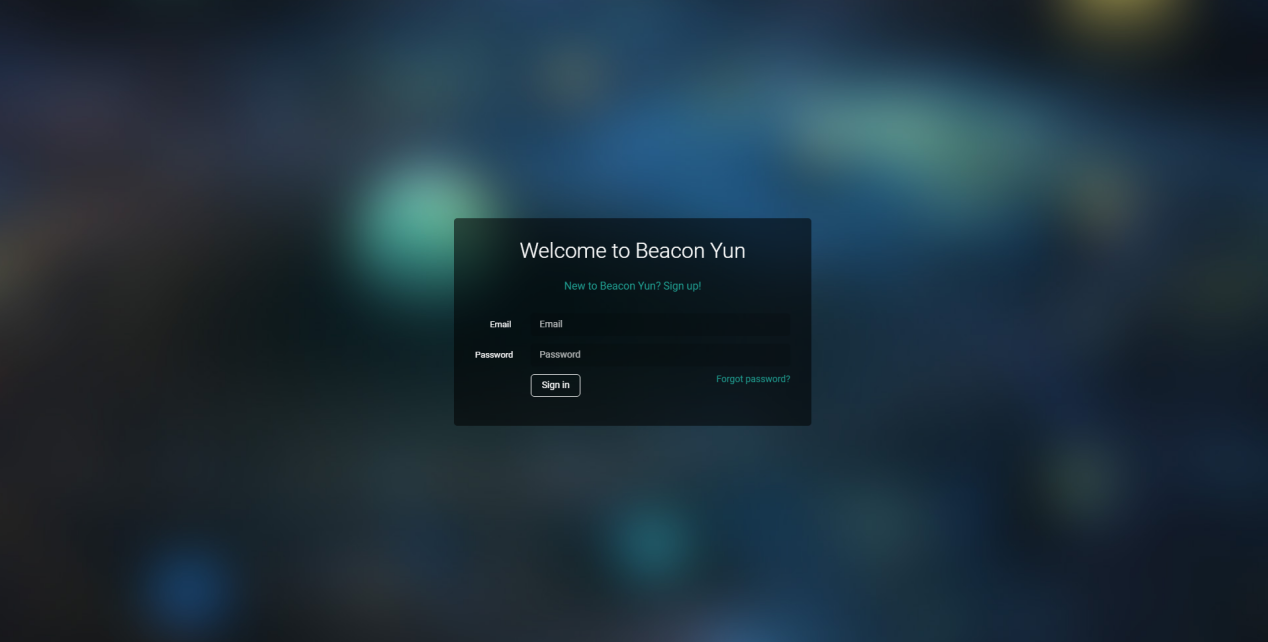 Welcome to Beacon Yun
New to Beacon Yun? Sign up!
Email Email
Password Password
Sign in Forgot password?